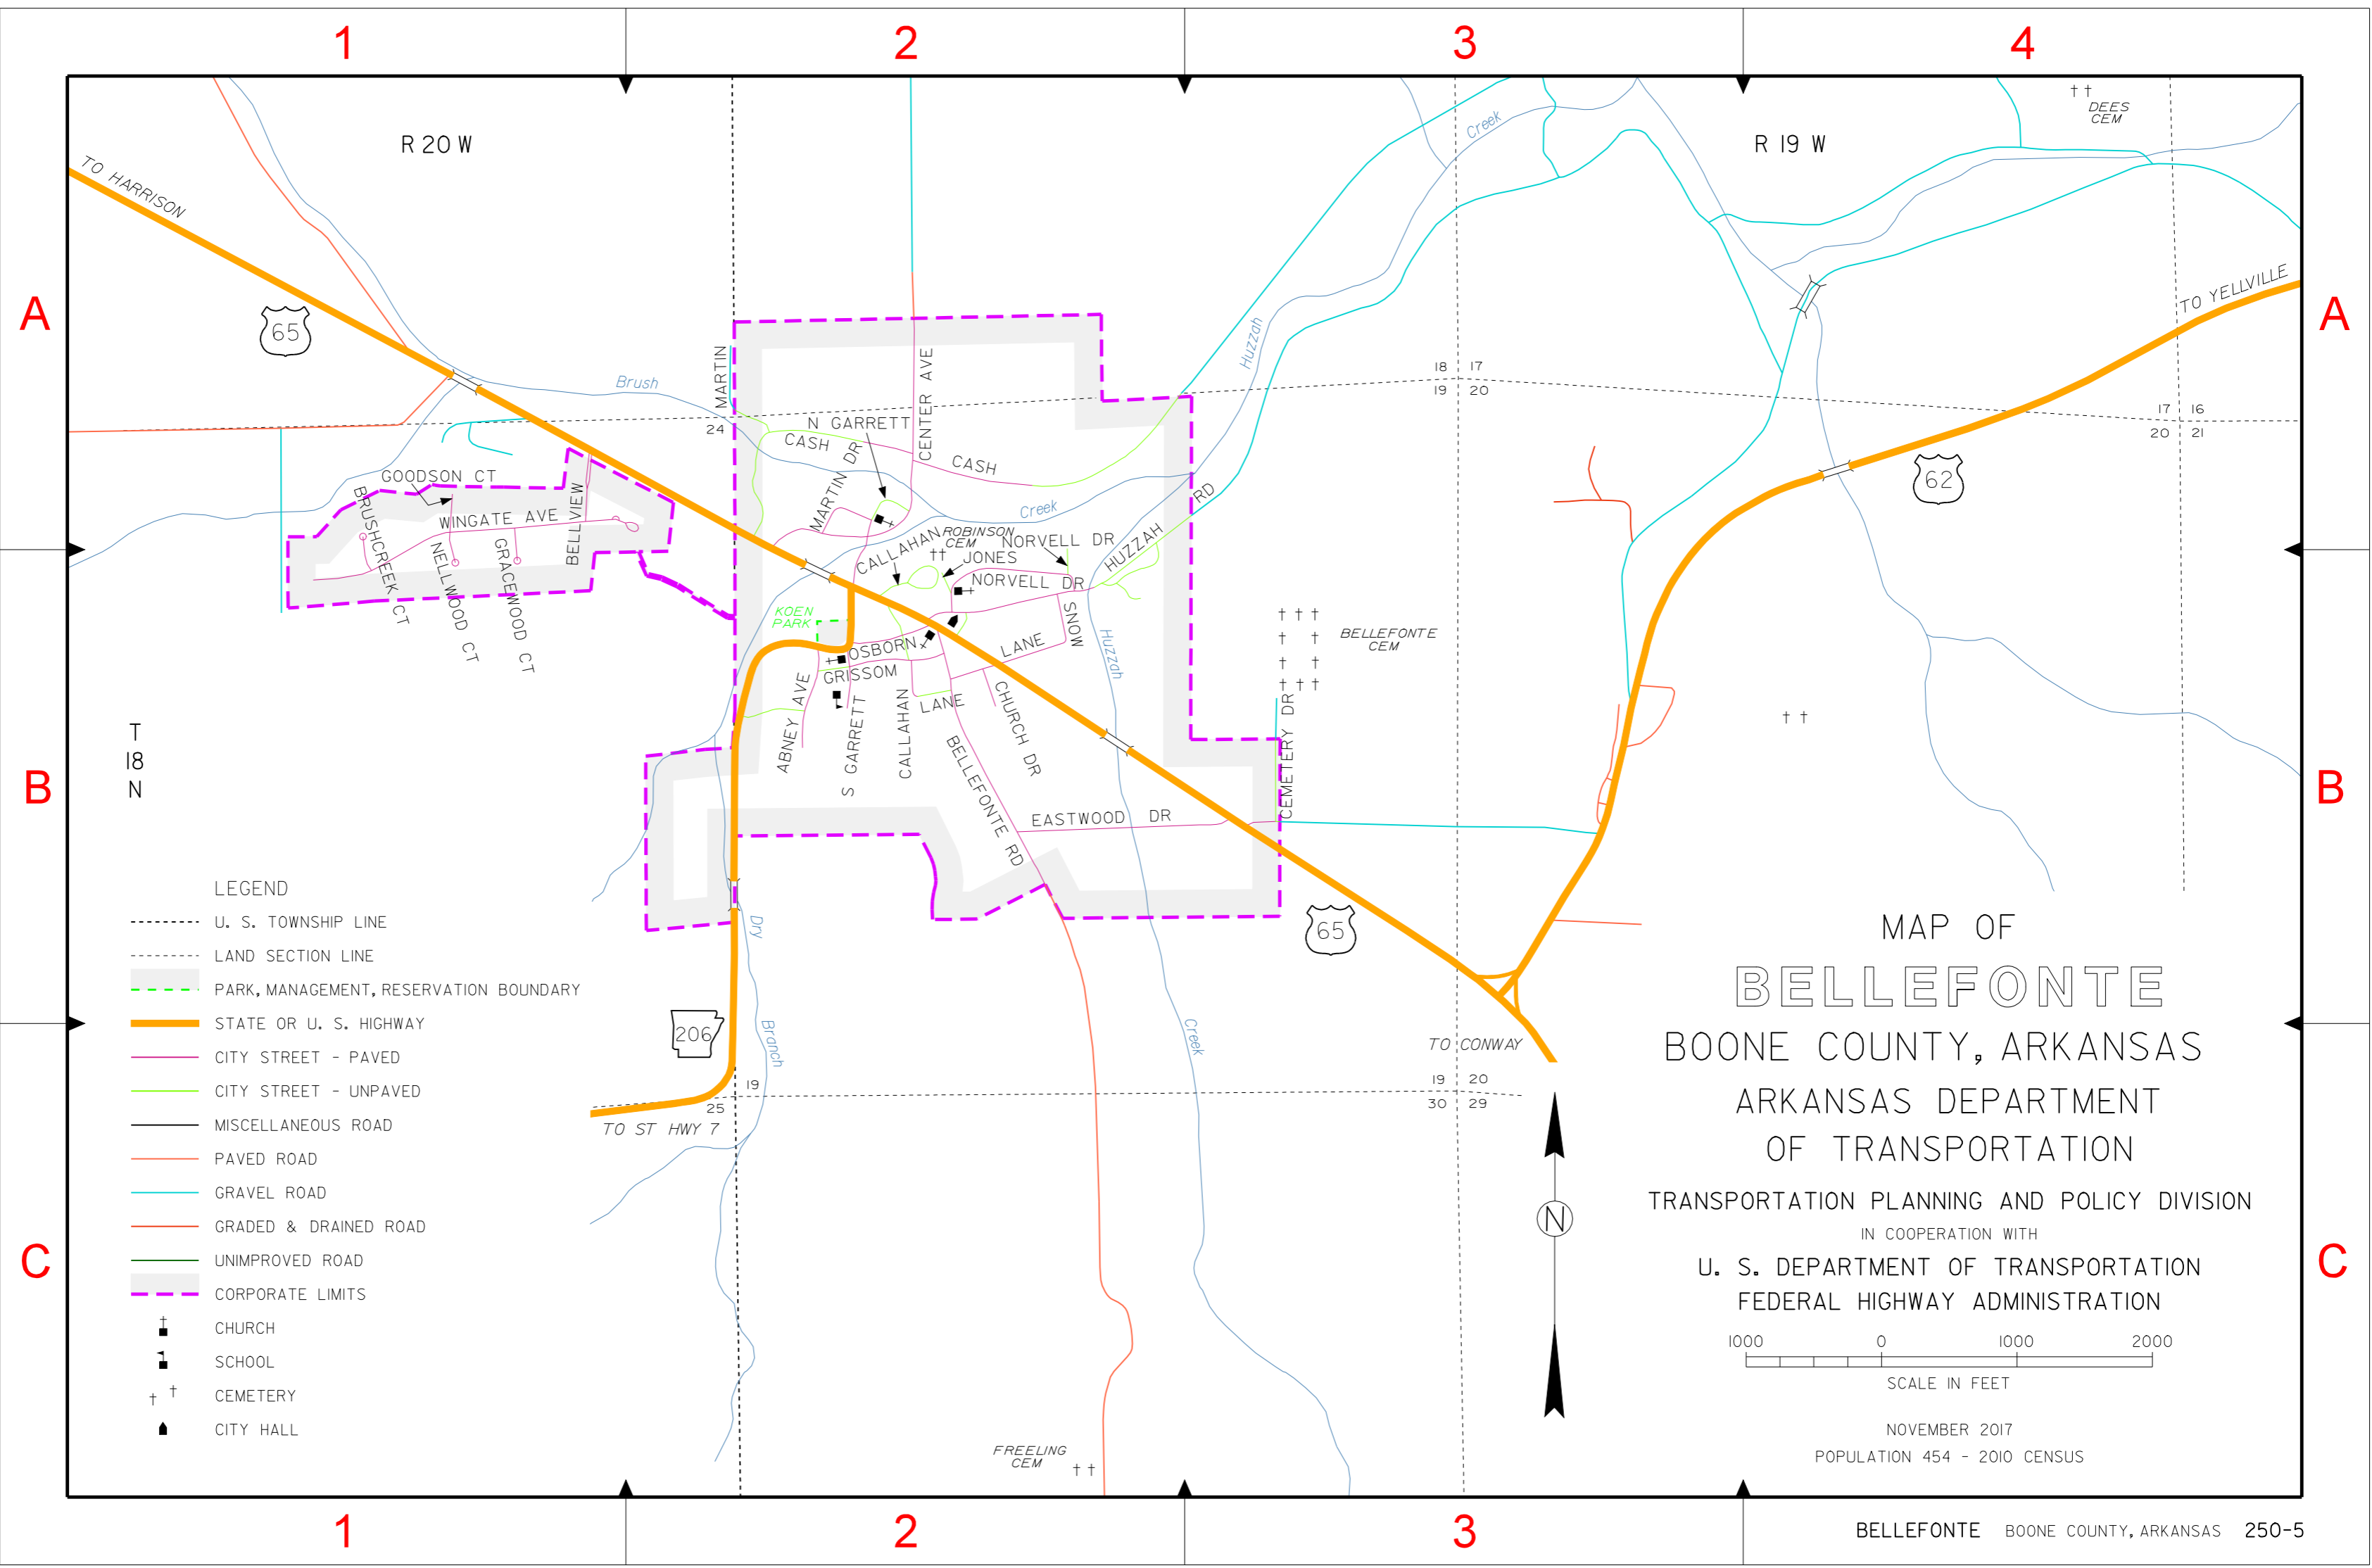 1 2 3 4
A
B
C
A
B
C
1 2 3
R 20 W
R 19 W
TO HARRISON
65
DEES
CEM
Creek
TO YELLVILLE
Huzzah
Brush
MARTIN
24
18 17
19 20
17 16
20 21
62
N GARRETT
CASH
CENTER AVE
CASH
MARTIN DR
GOODSON CT
BRUSHCREEK CT
WINGATE AVE
BELLVIEW
NELLWOOD CT
GRACEWOOD CT
Creek
RD
HUZZAH
CALLAHAN
ROBINSON
CEM
NORVELL DR
JONES
NORVELL DR
KOEN
PARK
SNOW
Huzzah
BELLEFONTE
CEM
OSBORN
LANE
GRISSOM
ABNEY AVE
S GARRETT
CALLAHAN
LANE
CHURCH DR
BELLEFONTE RD
CEMETERY DR
EASTWOOD DR
T
18
N
65
Dry
Branch
Creek
206
19
25
TO ST HWY 7
TO CONWAY
19 20
30 29
FREELING
CEM
LEGEND
U. S. TOWNSHIP LINE
LAND SECTION LINE
PARK, MANAGEMENT, RESERVATION BOUNDARY
STATE OR U. S. HIGHWAY
CITY STREET - PAVED
CITY STREET - UNPAVED
MISCELLANEOUS ROAD
PAVED ROAD
GRAVEL ROAD
GRADED & DRAINED ROAD
UNIMPROVED ROAD
CORPORATE LIMITS
CHURCH
SCHOOL
CEMETERY
CITY HALL
N
MAP OF
BELLEFONTE
BOONE COUNTY, ARKANSAS
ARKANSAS DEPARTMENT
OF TRANSPORTATION
TRANSPORTATION PLANNING AND POLICY DIVISION
IN COOPERATION WITH
U. S. DEPARTMENT OF TRANSPORTATION
FEDERAL HIGHWAY ADMINISTRATION
1000 0 1000 2000
SCALE IN FEET
NOVEMBER 2017
POPULATION 454 - 2010 CENSUS
BELLEFONTE BOONE COUNTY, ARKANSAS 250-5